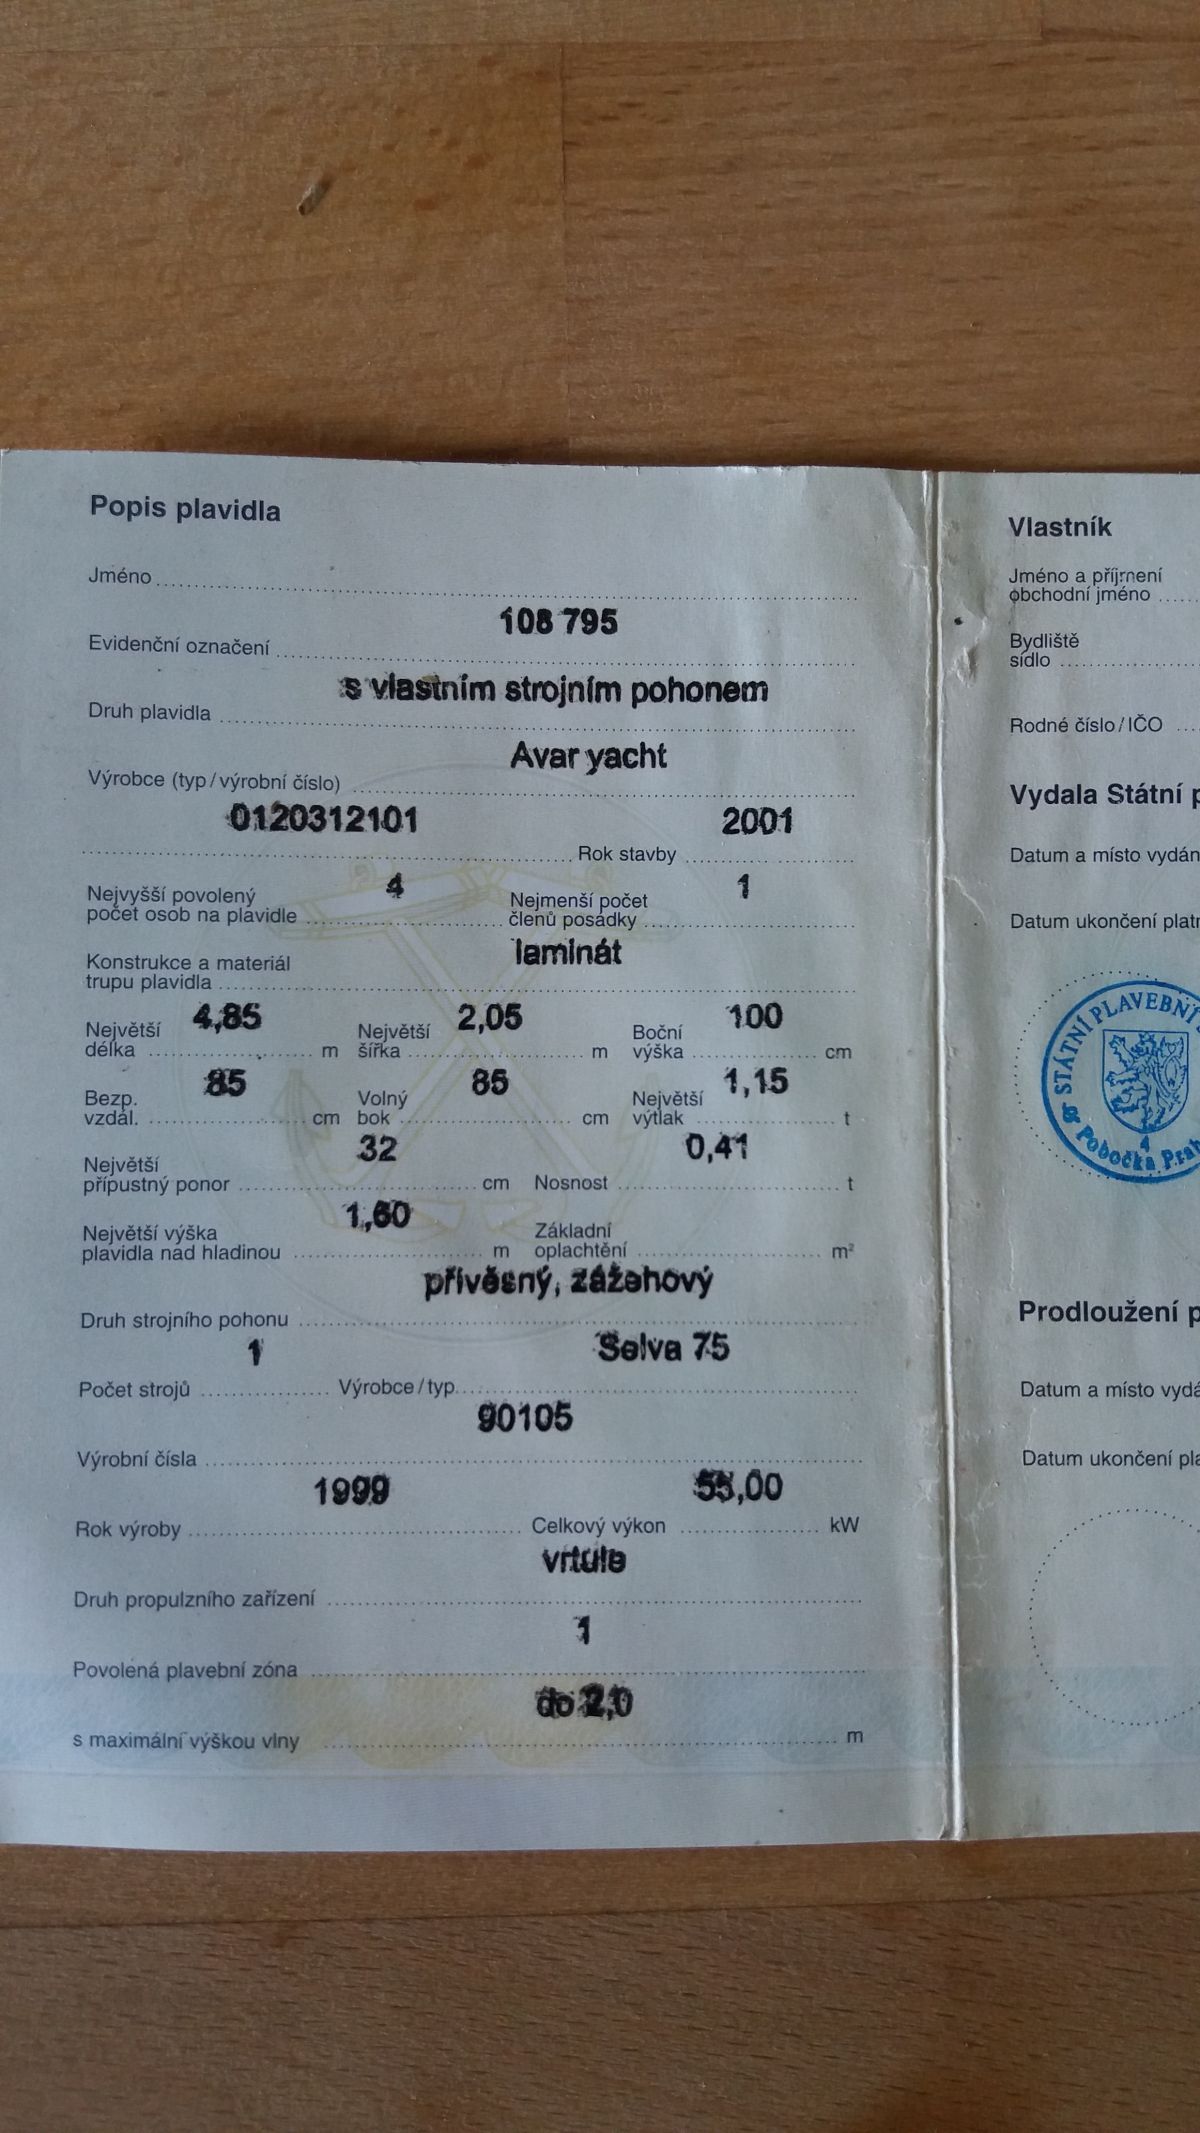 Popis plavidla
Jméno
108 795
Evidenční označení
s vlastním strojním pohonem
Druh plavidla
Avar yacht
Výrobce (typ/výrobní číslo)
0120312101 2001
Rok stavby
Nejvyšší povolený 4 Nejmenší počet 1
počet osob na plavidle členů posádky
laminát
Konstrukce a materiál
trupu plavidla
4,85 2,05 100
Největší Největší Boční
délka m šířka m výška cm
85 85 1,15
Bezp. Volný Největší
vzdál. cm bok cm výtlak t
32 0,41
Největší
přípustný ponor cm Nosnost t
1,60
Největší výška Základní
plavidla nad hladinou m oplachtění m²
přívěsný, zážehový
Druh strojního pohonu
1 Selva 75
Počet strojů Výrobce/typ
90105
Výrobní čísla
1999 55,00
Rok výroby Celkový výkon kW
vrtule
Druh propulzního zařízení
1
Povolená plavební zóna
do 2,0
s maximální výškou vlny m
Vlastník
Jméno a příjmení
obchodní jméno
Bydliště
sídlo
Rodné číslo/IČO
Vydala Státní
Datum a místo
Datum ukončení
STÁTNÍ PLAVEBNÍ
4
Pobočka
Prodloužení
Datum a místo
Datum ukončení